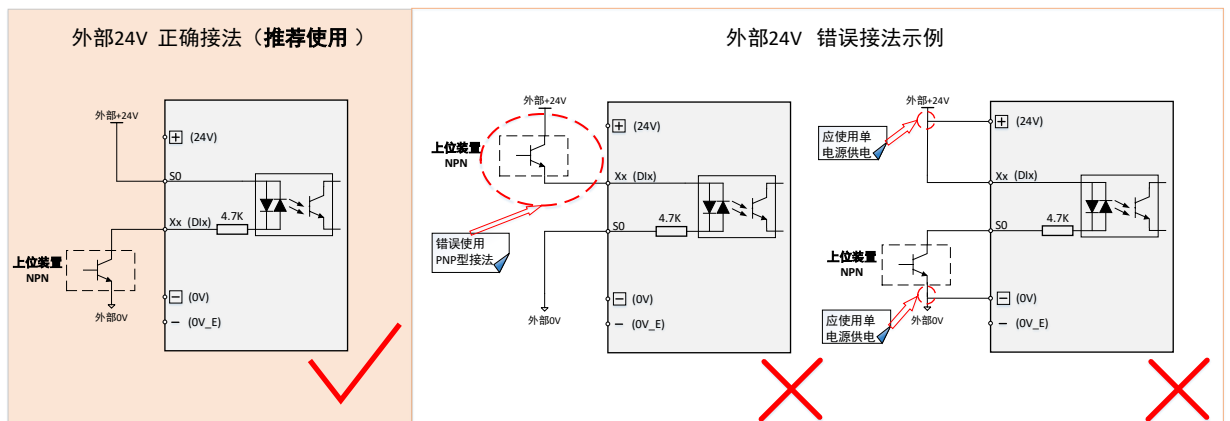 外部24V 正确接法（推荐使用 ）
外部+24V
+ (24V)
S0
Xx (DIx)
4.7K
上位装置
NPN
− (0V)
外部0V
− (0V_E)
外部24V 错误接法示例
外部+24V
+ (24V)
上位装置
NPN
Xx (DIx)
S0
4.7K
错误使用
PNP型接法
− (0V)
外部0V
− (0V_E)
外部+24V
+ (24V)
应使用单
电源供电
Xx (DIx)
S0
4.7K
上位装置
NPN
− (0V)
外部0V
应使用单
电源供电
− (0V_E)